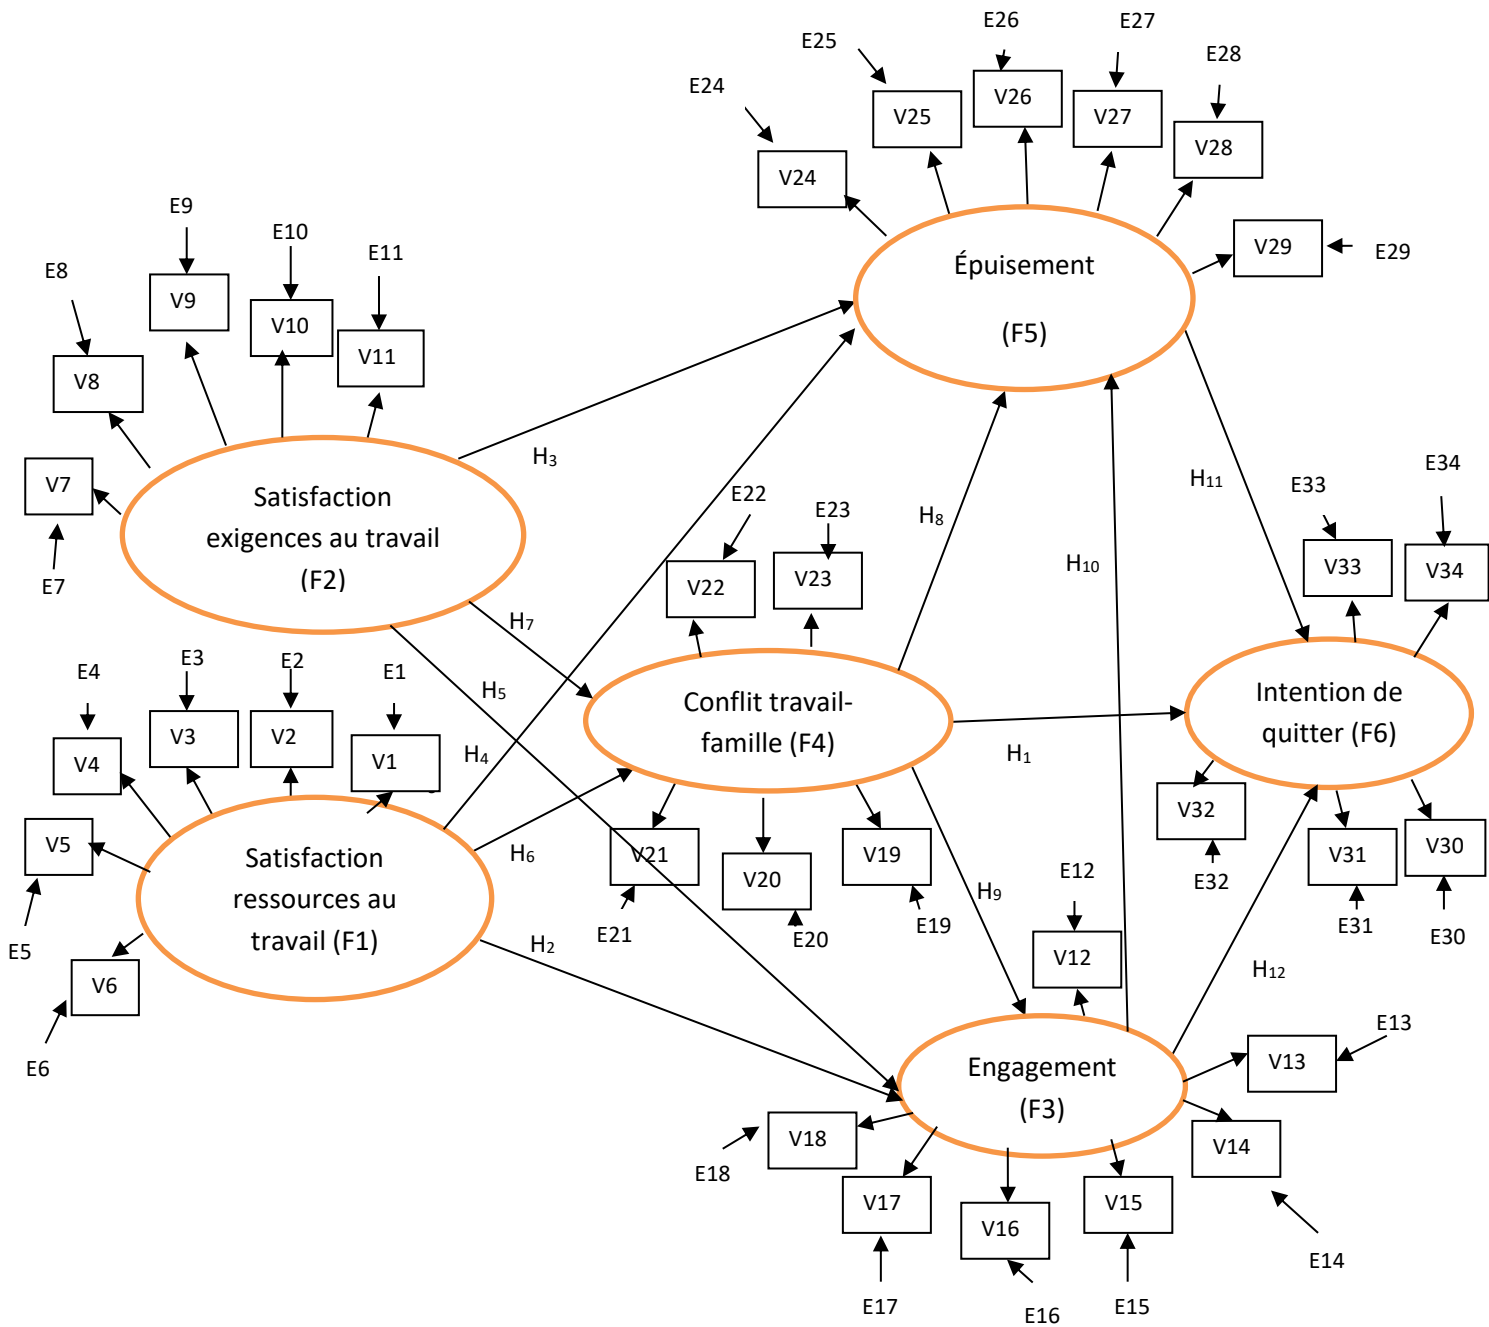 E26
E27
E25
E28
E24
V26
V27
V25
V28
V24
E9
E10
E11
E8
V29
E29
Épuisement
(F5)
V9
V10
V11
V8
H3
E22
E23
H8
H10
H11
E33
E34
V7
E7
Satisfaction
exigences au travail
(F2)
V22
V23
V33
V34
H7
E4
E3
E2
E1
H5
V4
V3
V2
V1
H4
Conflit travail-
famille (F4)
H1
Intention de
quitter (F6)
V5
H6
V21
V20
V19
V32
V31
V30
Satisfaction
ressources au
travail (F1)
E12
E32
H9
E5
H2
E21
E20
E19
E31
E30
V6
V12
H12
E6
E13
V13
Engagement
(F3)
V18
V14
E18
V17
V16
V15
E14
E17
E16
E15